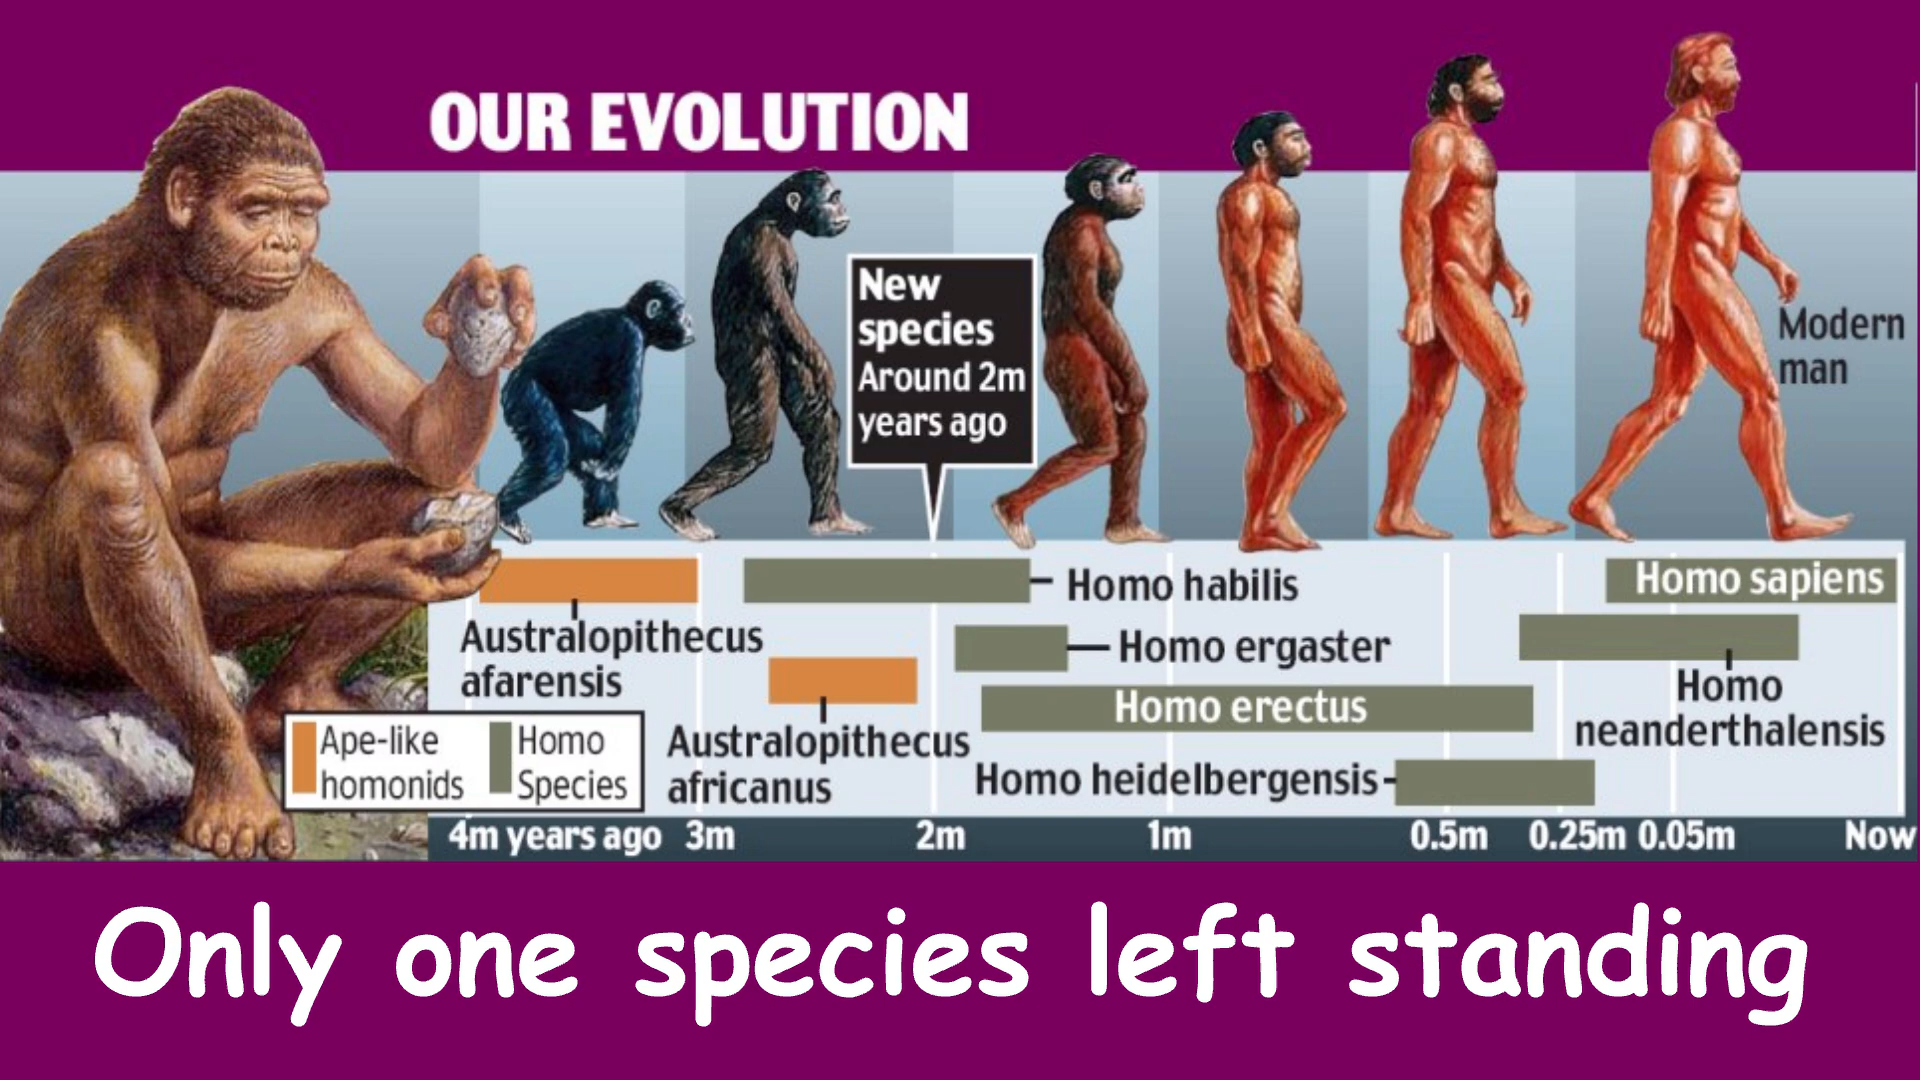 OUR EVOLUTION
New
species
Around 2m
years ago
Modern
man
Homo habilis
Homo sapiens
Australopithecus
afarensis
Homo ergaster
Homo
neanderthalensis
Homo erectus
Ape-like
homonids
Homo
Species
Australopithecus
africanus
Homo heidelbergensis
4m years ago 3m 2m 1m 0.5m 0.25m 0.05m Now
Only one species left standing